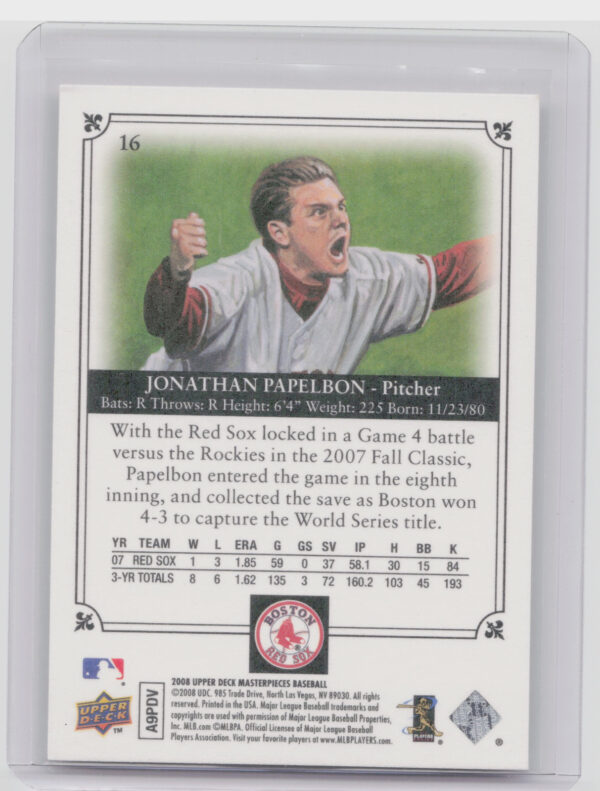 16
JONATHAN PAPELBON - Pitcher
Bats: R Throws: R Height: 6'4" Weight: 225 Born: 11/23/80
With the Red Sox locked in a Game 4 battle
versus the Rockies in the 2007 Fall Classic,
Papelbon entered the game in the eighth
inning, and collected the save as Boston won
4-3 to capture the World Series title.
YR TEAM W L ERA G GS SV IP H BB K
07 RED SOX 1 3 1.85 59 0 37 58.1 30 15 84
3-YR TOTALS 8 6 1.62 135 3 72 160.2 103 45 193
BOSTON
RED SOX
2008 UPPER DECK MASTERPIECES BASEBALL
©2008 UDC. 985 Trade Drive, North Las Vegas, NV 89030. All rights
reserved. Printed in the USA. Major League Baseball trademarks and
copyrights are used with permission of Major League Baseball Properties,
Inc. MLB.com ©MLBPA. Official Licensee of Major League Baseball
Players Association. Visit your favorite players at www.MLBPLAYERS.com.
UPPER
DECK
TM
A9PDV
PLAYERS
®